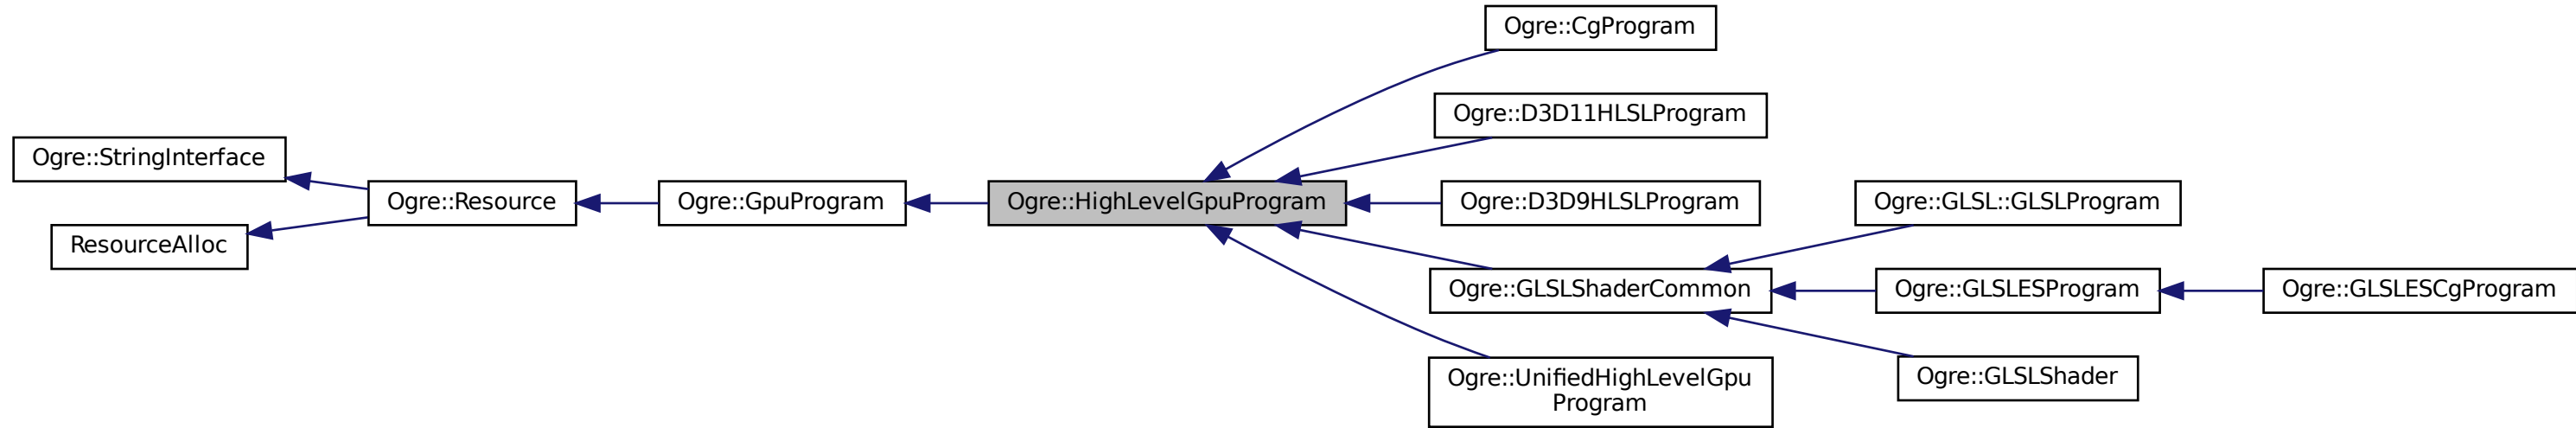 Ogre::StringInterface
ResourceAlloc
Ogre::Resource
Ogre::GpuProgram
Ogre::HighLevelGpuProgram
Ogre::CgProgram
Ogre::D3D11HLSLProgram
Ogre::D3D9HLSLProgram
Ogre::GLSLShaderCommon
Ogre::UnifiedHighLevelGpu
Program
Ogre::GLSL::GLSLProgram
Ogre::GLSLESProgram
Ogre::GLSLShader
Ogre::GLSLESCgProgram